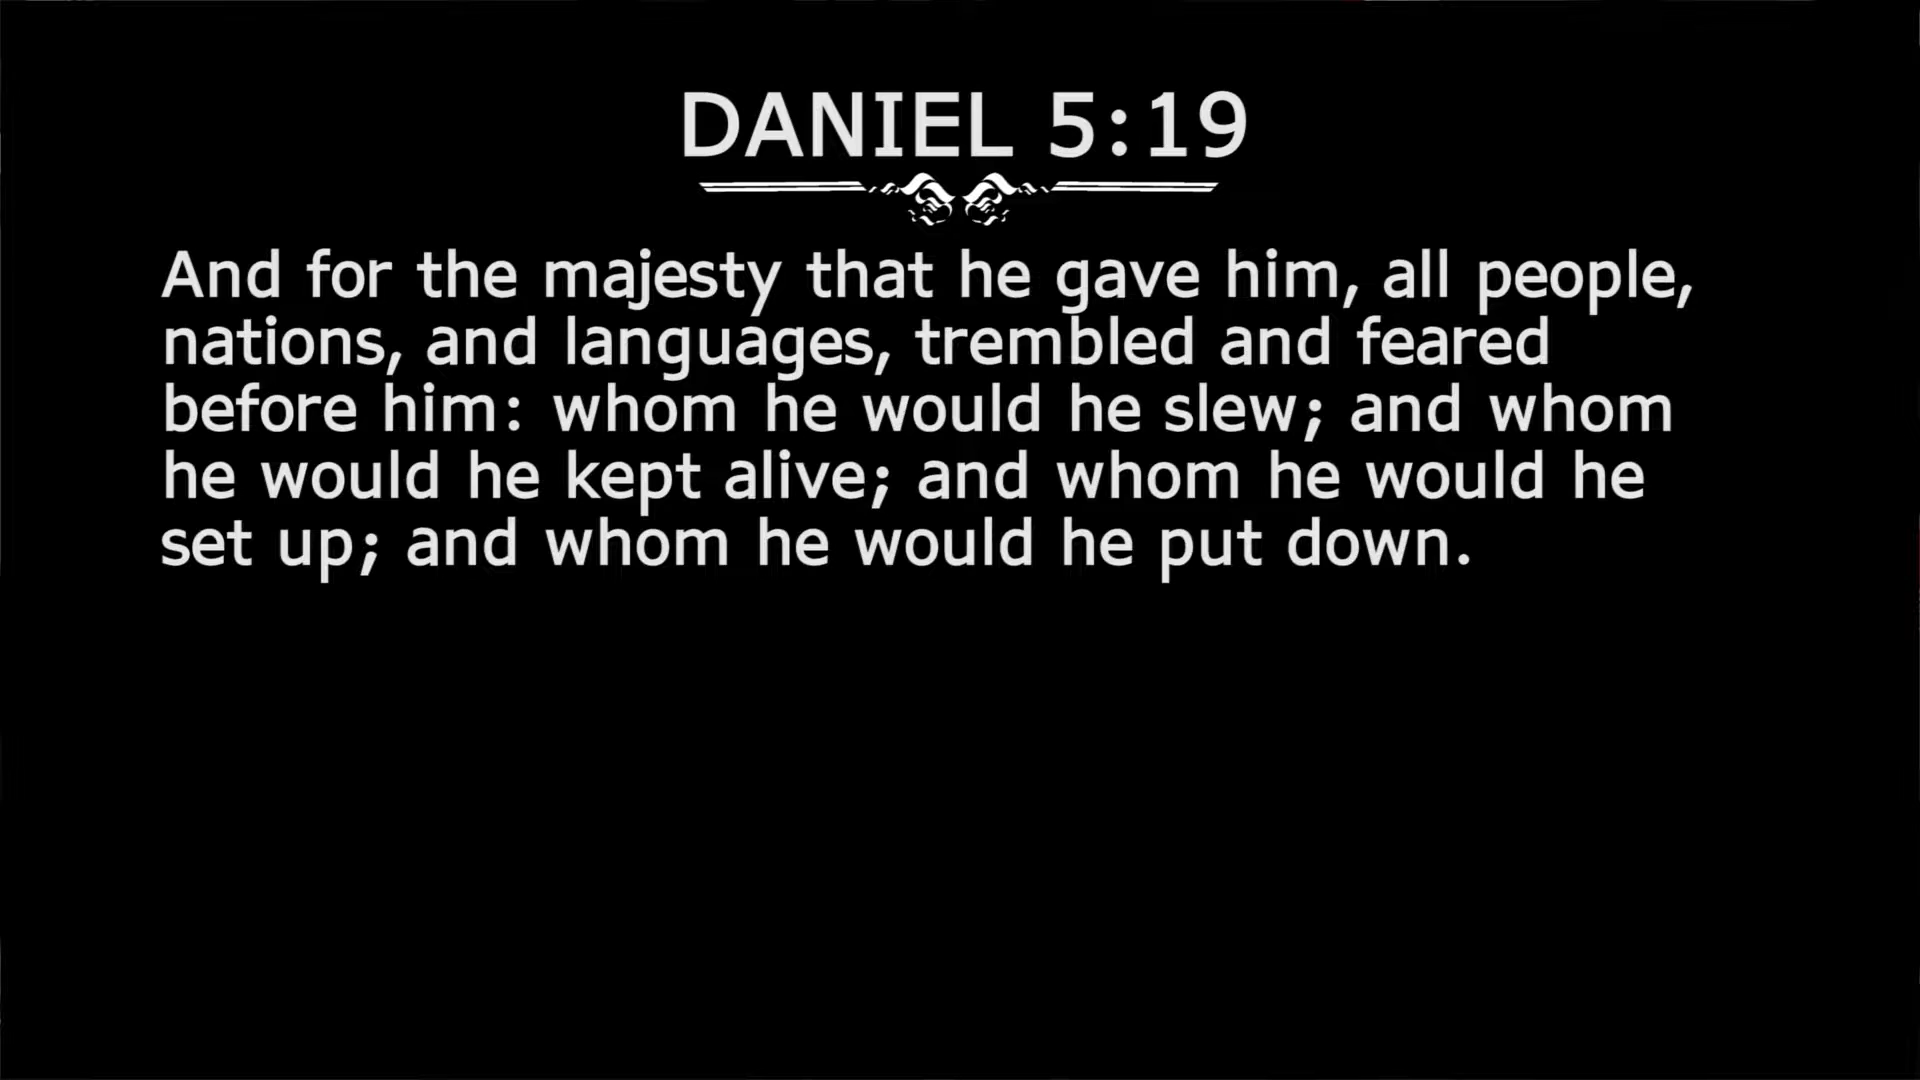 DANIEL 5:19
And for the majesty that he gave him, all people,
nations, and languages, trembled and feared
before him: whom he would he slew; and whom
he would he kept alive; and whom he would he
set up; and whom he would he put down.